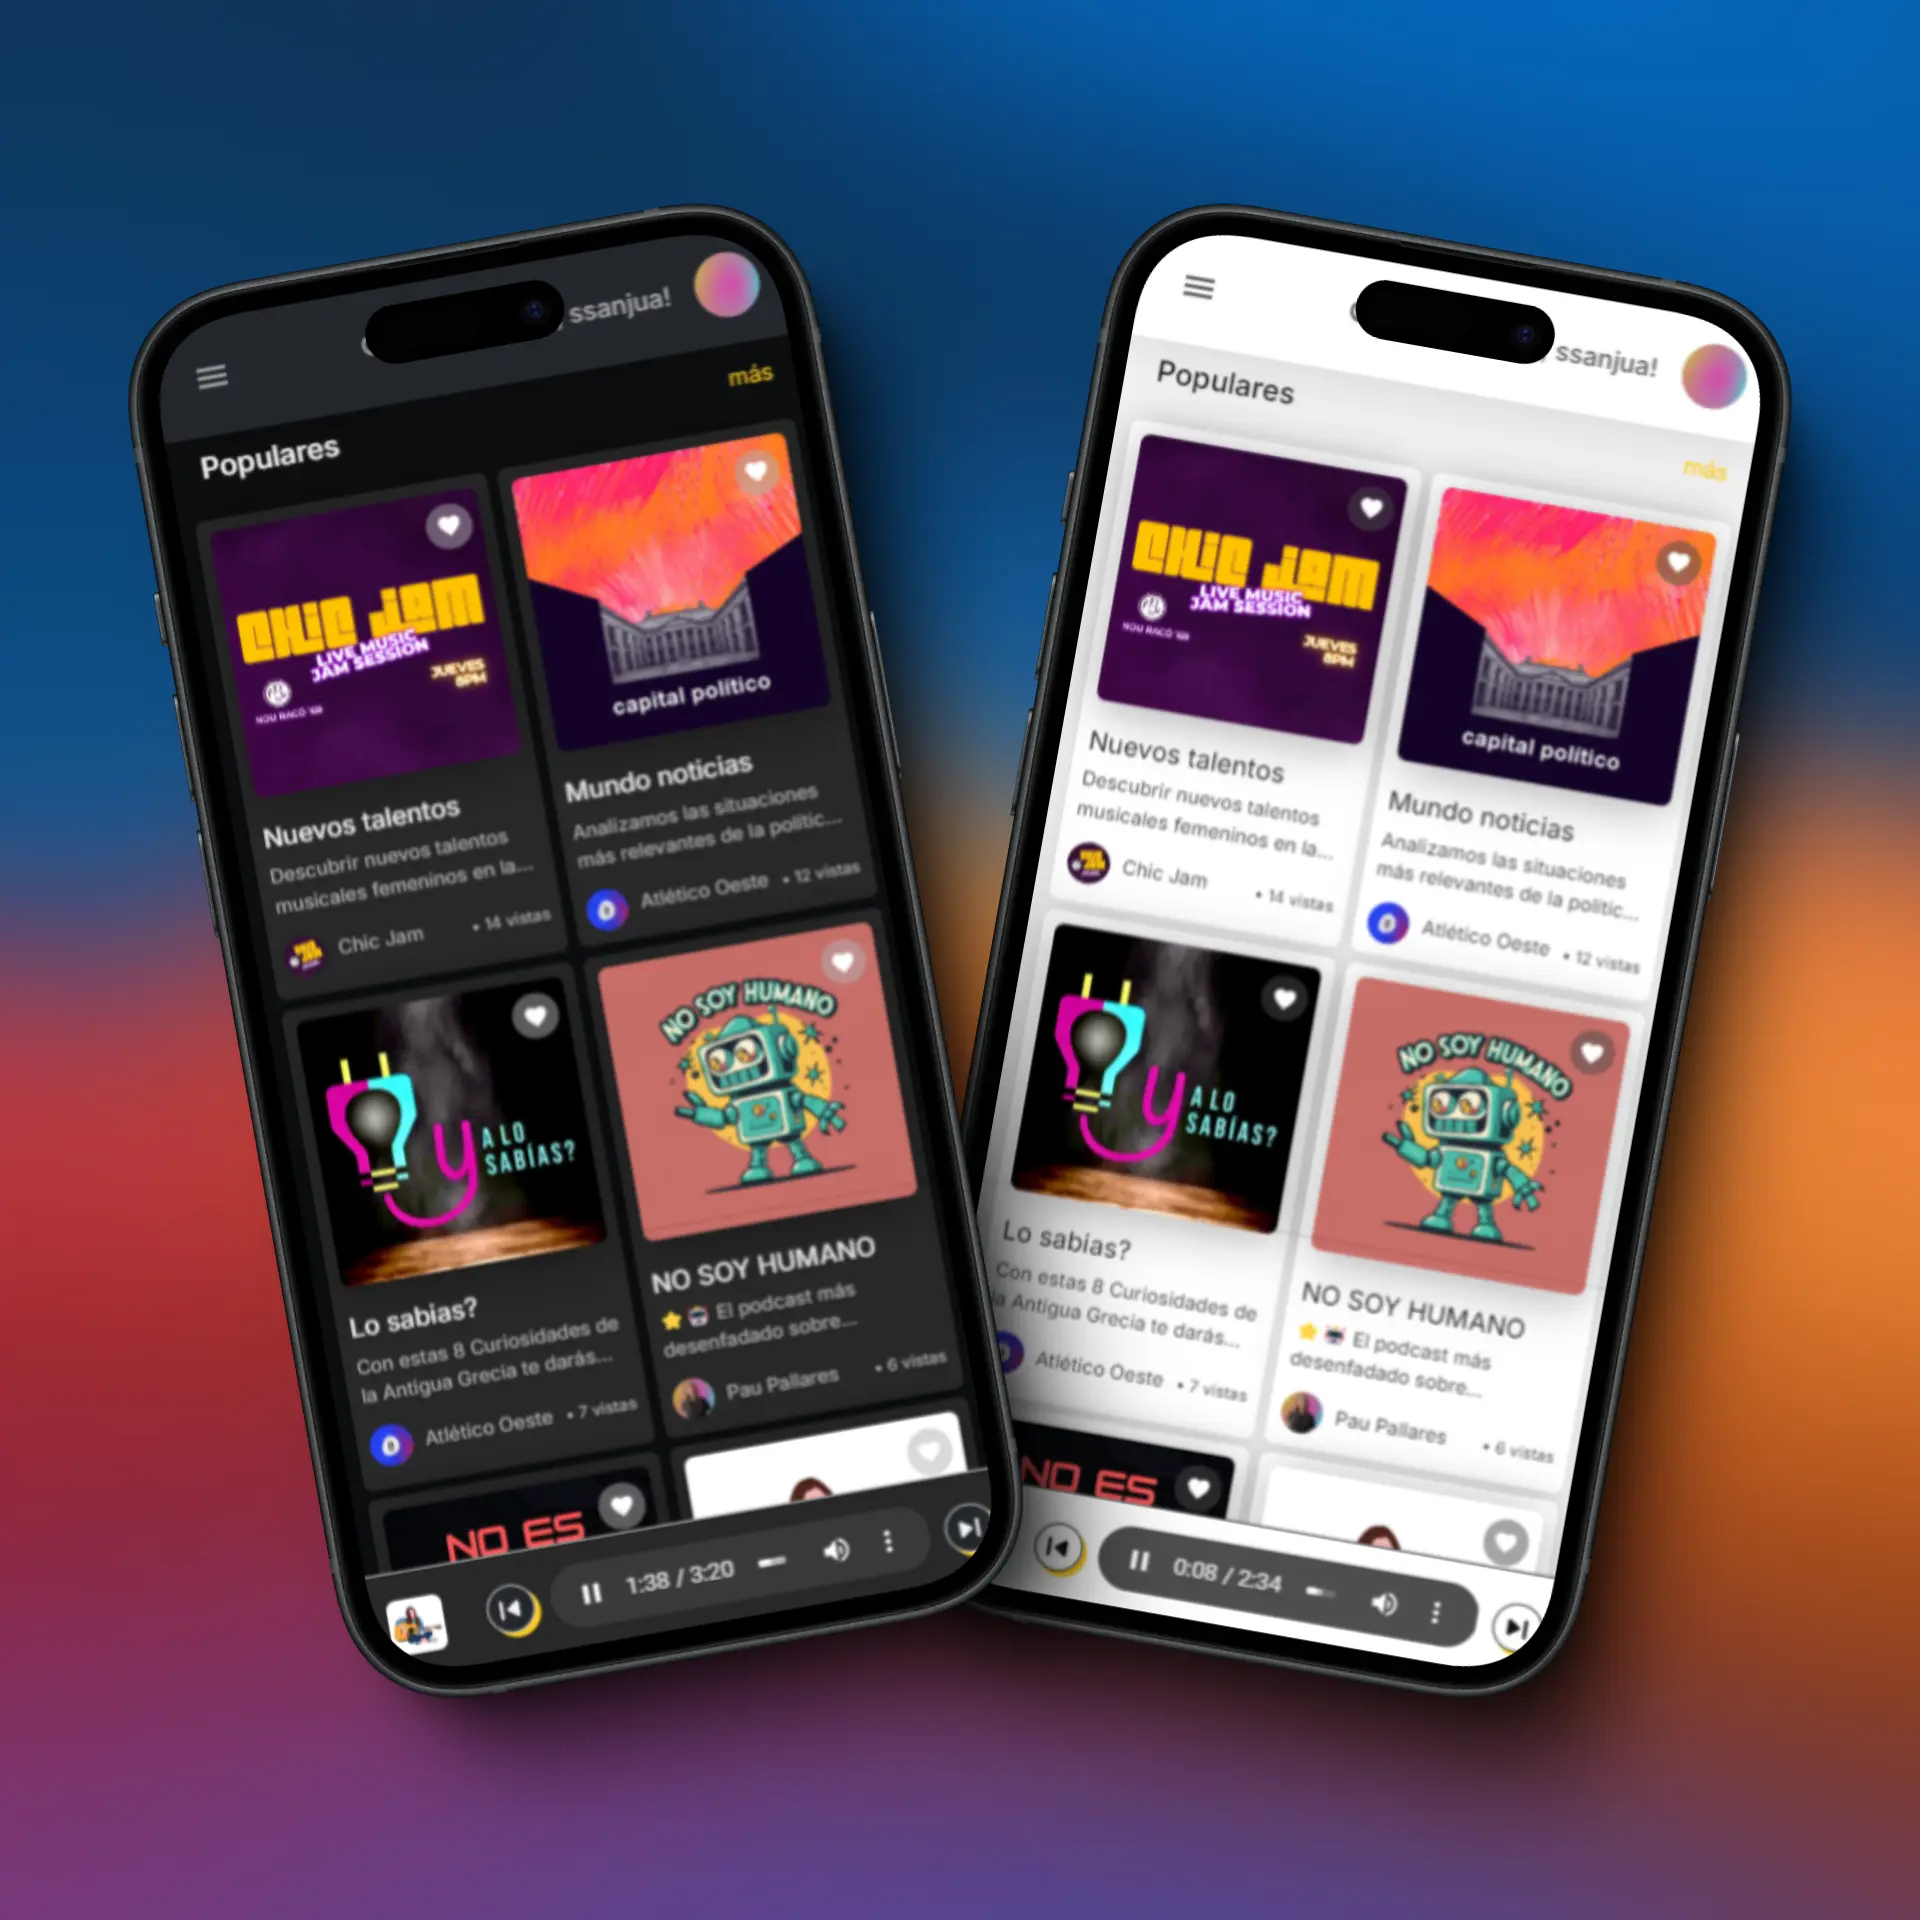 ssanjua!
más
Populares
CHIC JAM
LIVE MUSIC
JAM SESSION
JUEVES
8PM
NOU RACÓ
capital político
Nuevos talentos
Descubrir nuevos talentos
musicales femeninos en la...
Chic Jam
• 14 vistas
Mundo noticias
Analizamos las situaciones
más relevantes de la polític...
Atlético Oeste
• 12 vistas
y A LO
SABÍAS?
NO SOY HUMANO
Lo sabias?
Con estas 8 Curiosidades de
la Antigua Grecia te darás...
Atlético Oeste
• 7 vistas
NO SOY HUMANO
⭐ El podcast más
desenfadado sobre...
Pau Pallares
• 6 vistas
NO ES
1:38 / 3:20
ssanjua!
Populares
más
CHIC JAM
LIVE MUSIC
JAM SESSION
NOU RACÓ
JUEVES
8PM
capital político
Nuevos talentos
Descubrir nuevos talentos
musicales femeninos en la...
Chic Jam
• 14 vistas
Mundo noticias
Analizamos las situaciones
más relevantes de la polític...
Atlético Oeste
• 12 vistas
y A LO
SABÍAS?
NO SOY HUMANO
Lo sabias?
Con estas 8 Curiosidades de
la Antigua Grecia te darás...
Atlético Oeste
• 7 vistas
NO SOY HUMANO
⭐ El podcast más
desenfadado sobre...
Pau Pallares
• 6 vistas
NO ES
0:08 / 2:34